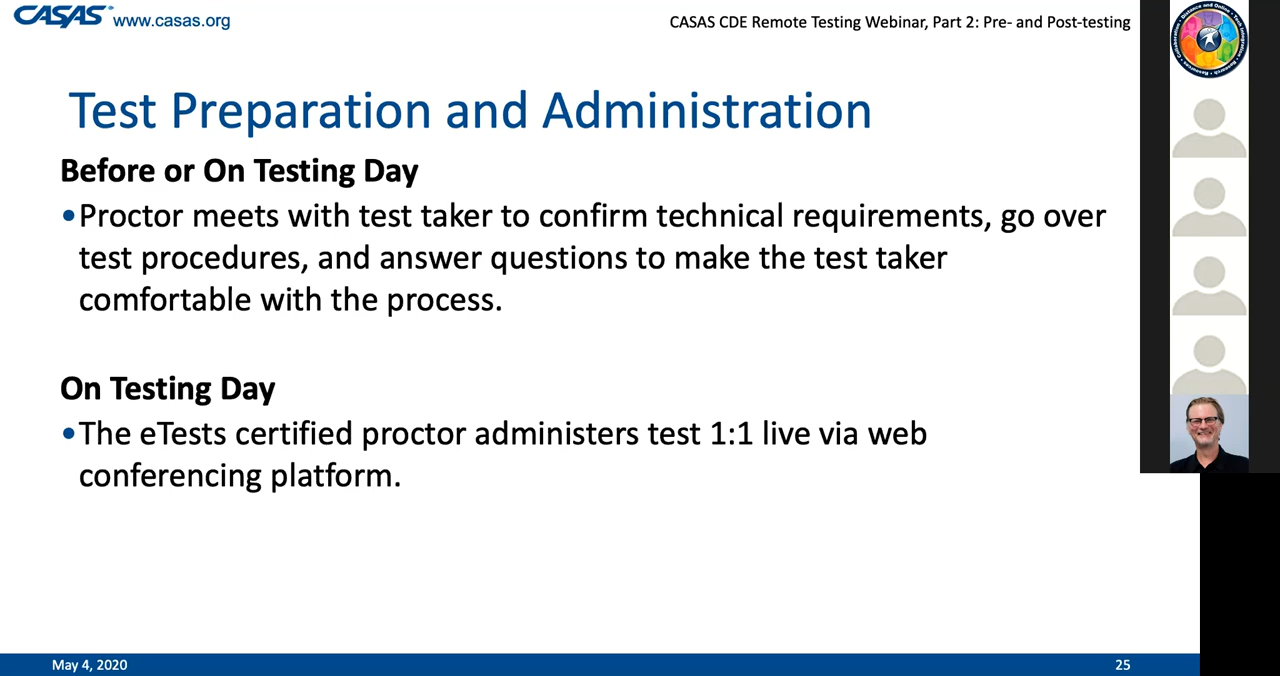 CASAS www.casas.org
CASAS CDE Remote Testing Webinar, Part 2: Pre- and Post-testing
Test Preparation and Administration
Before or On Testing Day
•Proctor meets with test taker to confirm technical requirements, go over
test procedures, and answer questions to make the test taker
comfortable with the process.
On Testing Day
•The eTests certified proctor administers test 1:1 live via web
conferencing platform.
May 4, 2020
25